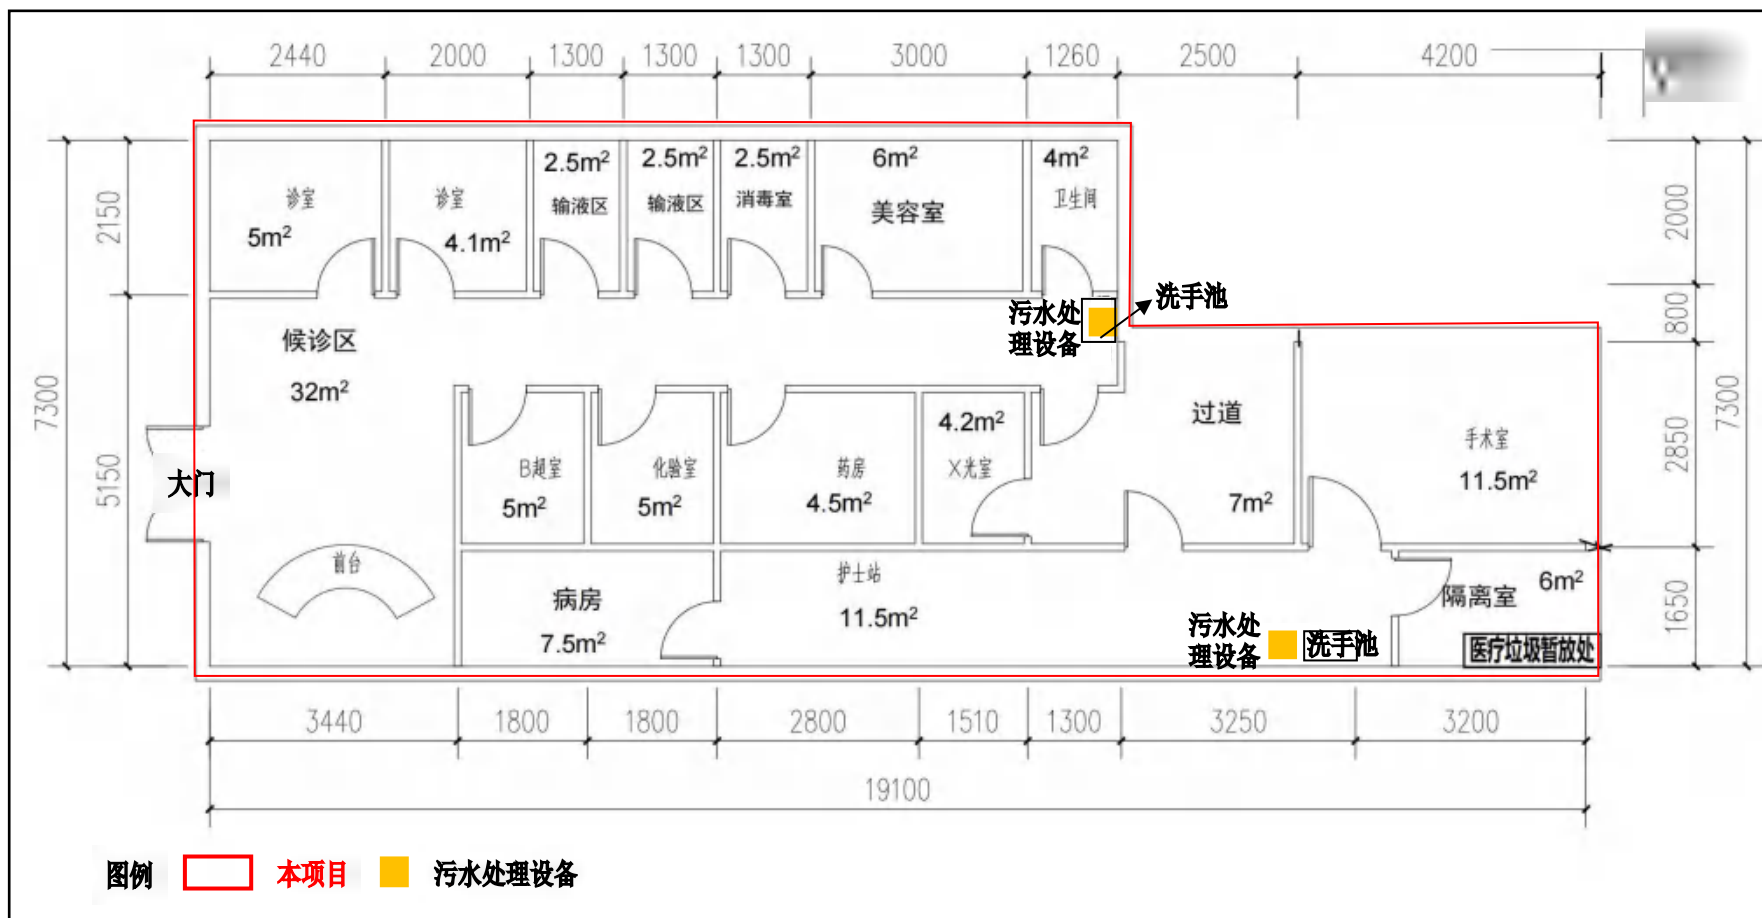 2440 2000 1300 1300 1300 3000 1260 2500 4200
2.5m² 2.5m² 2.5m² 6m² 4m²
诊室 诊室 输液区 输液区 消毒室 美容室 卫生间
5m² 4.1m²
2150
2000
污水处
理设备
洗手池
候诊区
32m²
800
7300
5150
大门
B超室
5m²
化验室
5m²
药房
4.5m²
4.2m²
X光室
过道
7m²
手术室
11.5m²
2850
7300
前台
病房
7.5m²
护士站
11.5m²
污水处
理设备
洗手池
隔离室
6m²
医疗垃圾暂放处
1650
3440 1800 1800 2800 1510 1300 3250 3200
19100
图例 本项目 污水处理设备